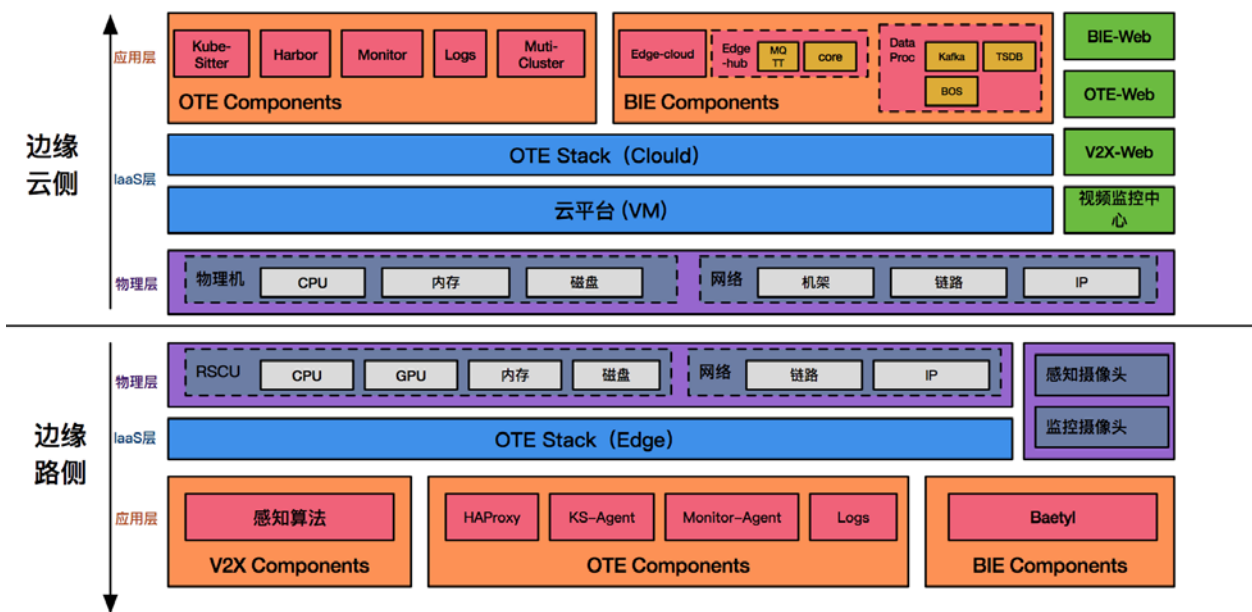 边缘
云侧
应用层
Kube-
Sitter
Harbor
Monitor
Logs
Muti-
Cluster
OTE Components
Edge-cloud
Edge
-hub
MQ
TT
core
Data
Proc
Kafka
TSDB
BOS
BIE Components
BIE-Web
OTE-Web
V2X-Web
视频监控中
心
IaaS层
OTE Stack（Clould）
云平台 (VM)
物理层
物理机
CPU
内存
磁盘
网络
机架
链路
IP
边缘
路侧
物理层
RSCU
CPU
GPU
内存
磁盘
网络
链路
IP
感知摄像头
监控摄像头
IaaS层
OTE Stack（Edge）
应用层
感知算法
V2X Components
HAProxy
KS-Agent
Monitor-Agent
Logs
OTE Components
Baetyl
BIE Components